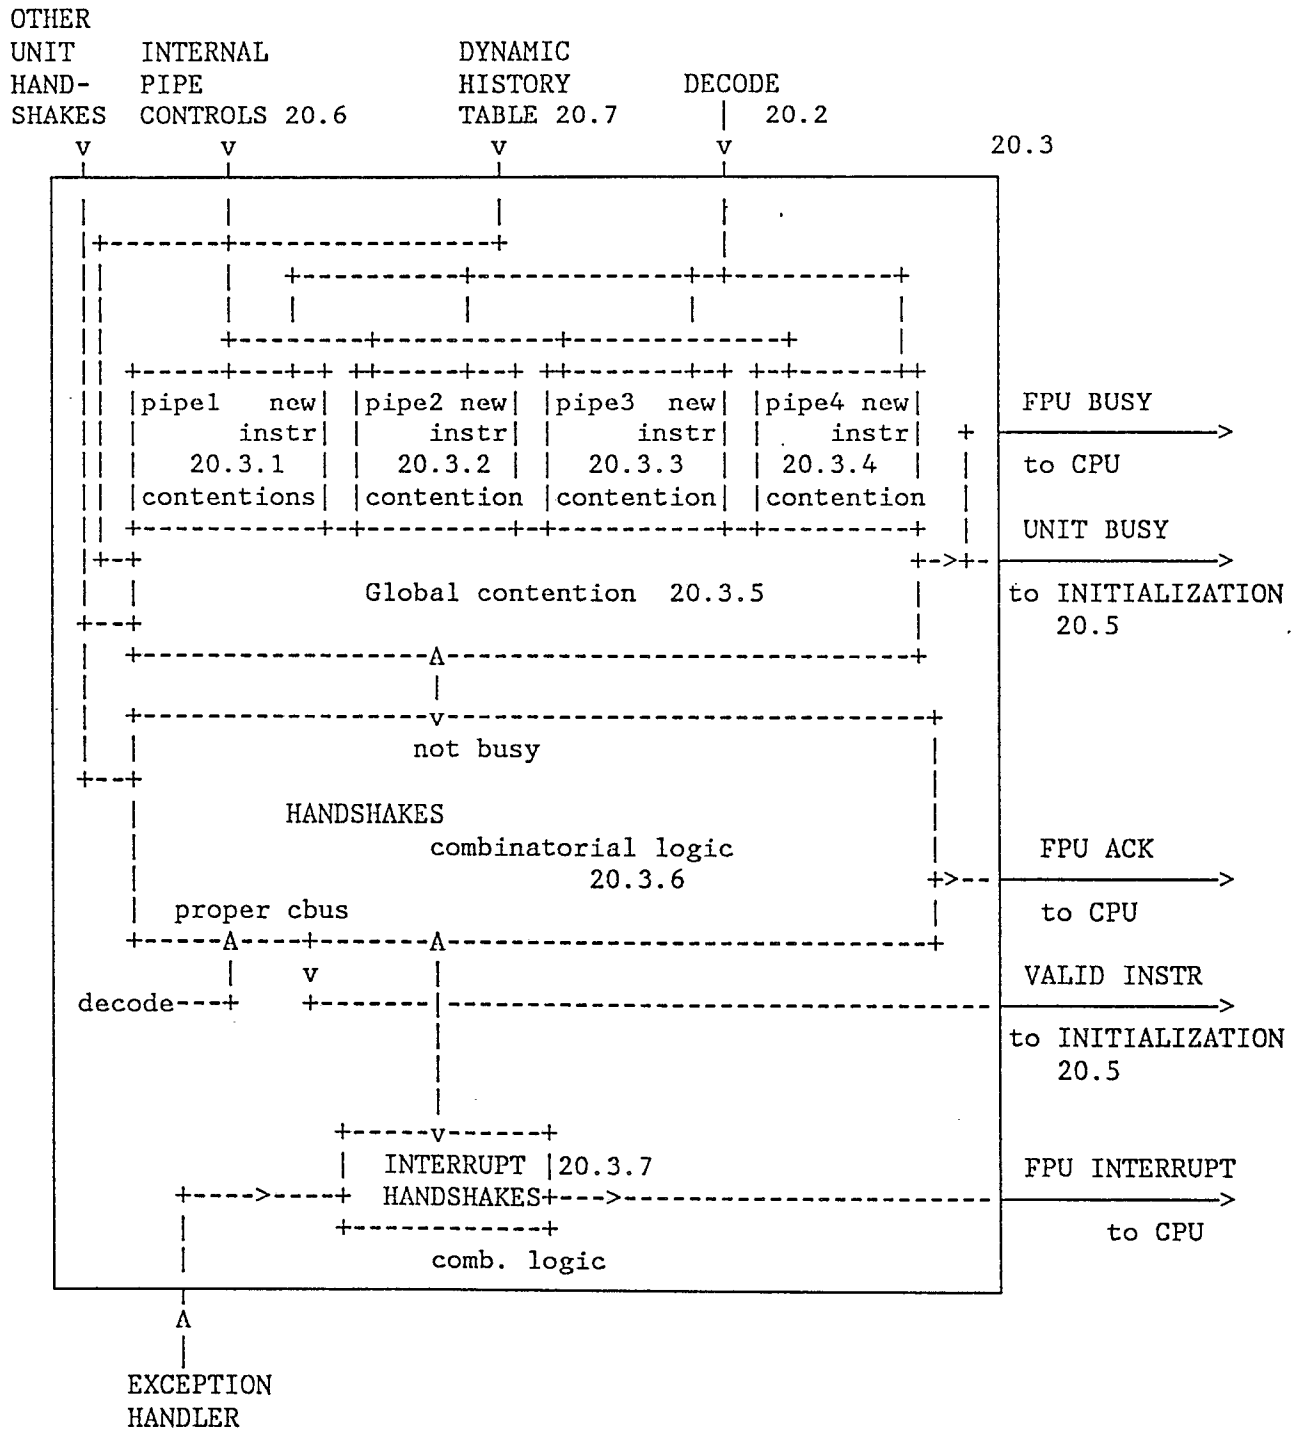 OTHER
UNIT INTERNAL DYNAMIC
HAND- PIPE HISTORY DECODE
SHAKES CONTROLS 20.6 TABLE 20.7 20.2
20.3
pipe1 new pipe2 new pipe3 new pipe4 new
instr instr instr instr
20.3.1 20.3.2 20.3.3 20.3.4
contentions contention contention contention
FPU BUSY
to CPU
UNIT BUSY
Global contention 20.3.5
to INITIALIZATION
20.5
not busy
HANDSHAKES
combinatorial logic
20.3.6
FPU ACK
to CPU
proper cbus
decode
VALID INSTR
to INITIALIZATION
20.5
INTERRUPT 20.3.7
HANDSHAKES
FPU INTERRUPT
to CPU
comb. logic
EXCEPTION
HANDLER